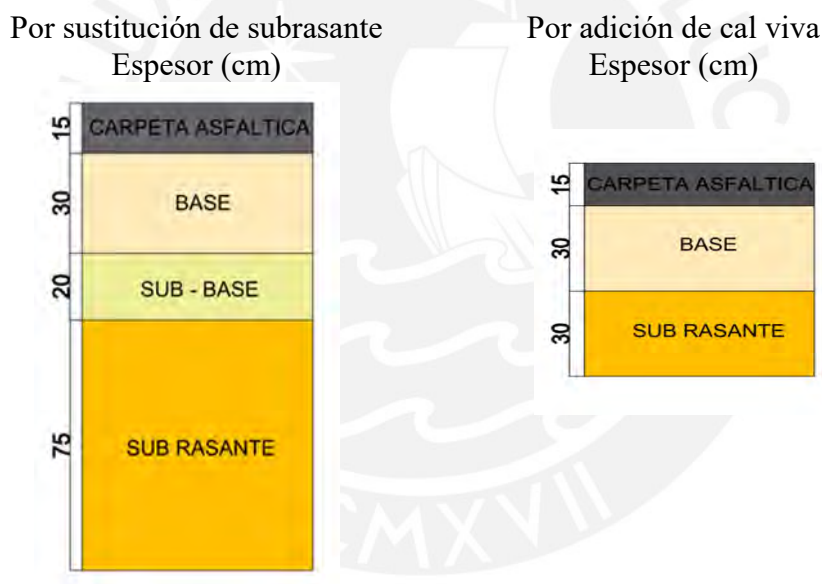 Por sustitución de subrasante
Espesor (cm)
15
CARPETA ASFALTICA
30
BASE
20
SUB - BASE
75
SUB RASANTE
Por adición de cal viva
Espesor (cm)
15
CARPETA ASFALTICA
30
BASE
30
SUB RASANTE
CMXVII